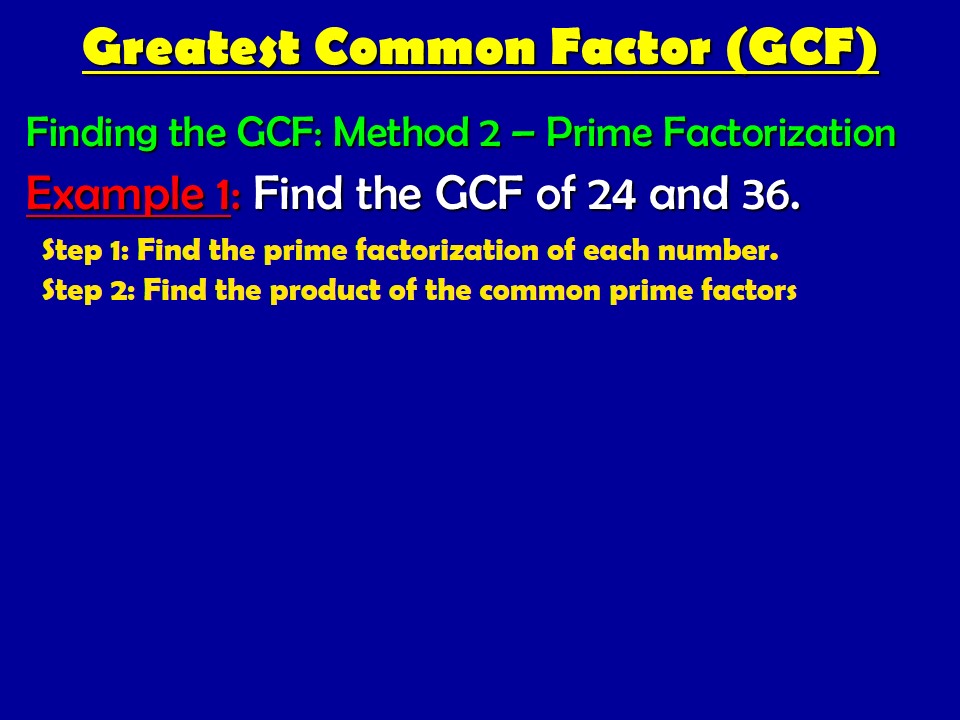 Greatest Common Factor (GCF)
Finding the GCF: Method 2 – Prime Factorization
Example 1: Find the GCF of 24 and 36.
Step 1: Find the prime factorization of each number.
Step 2: Find the product of the common prime factors